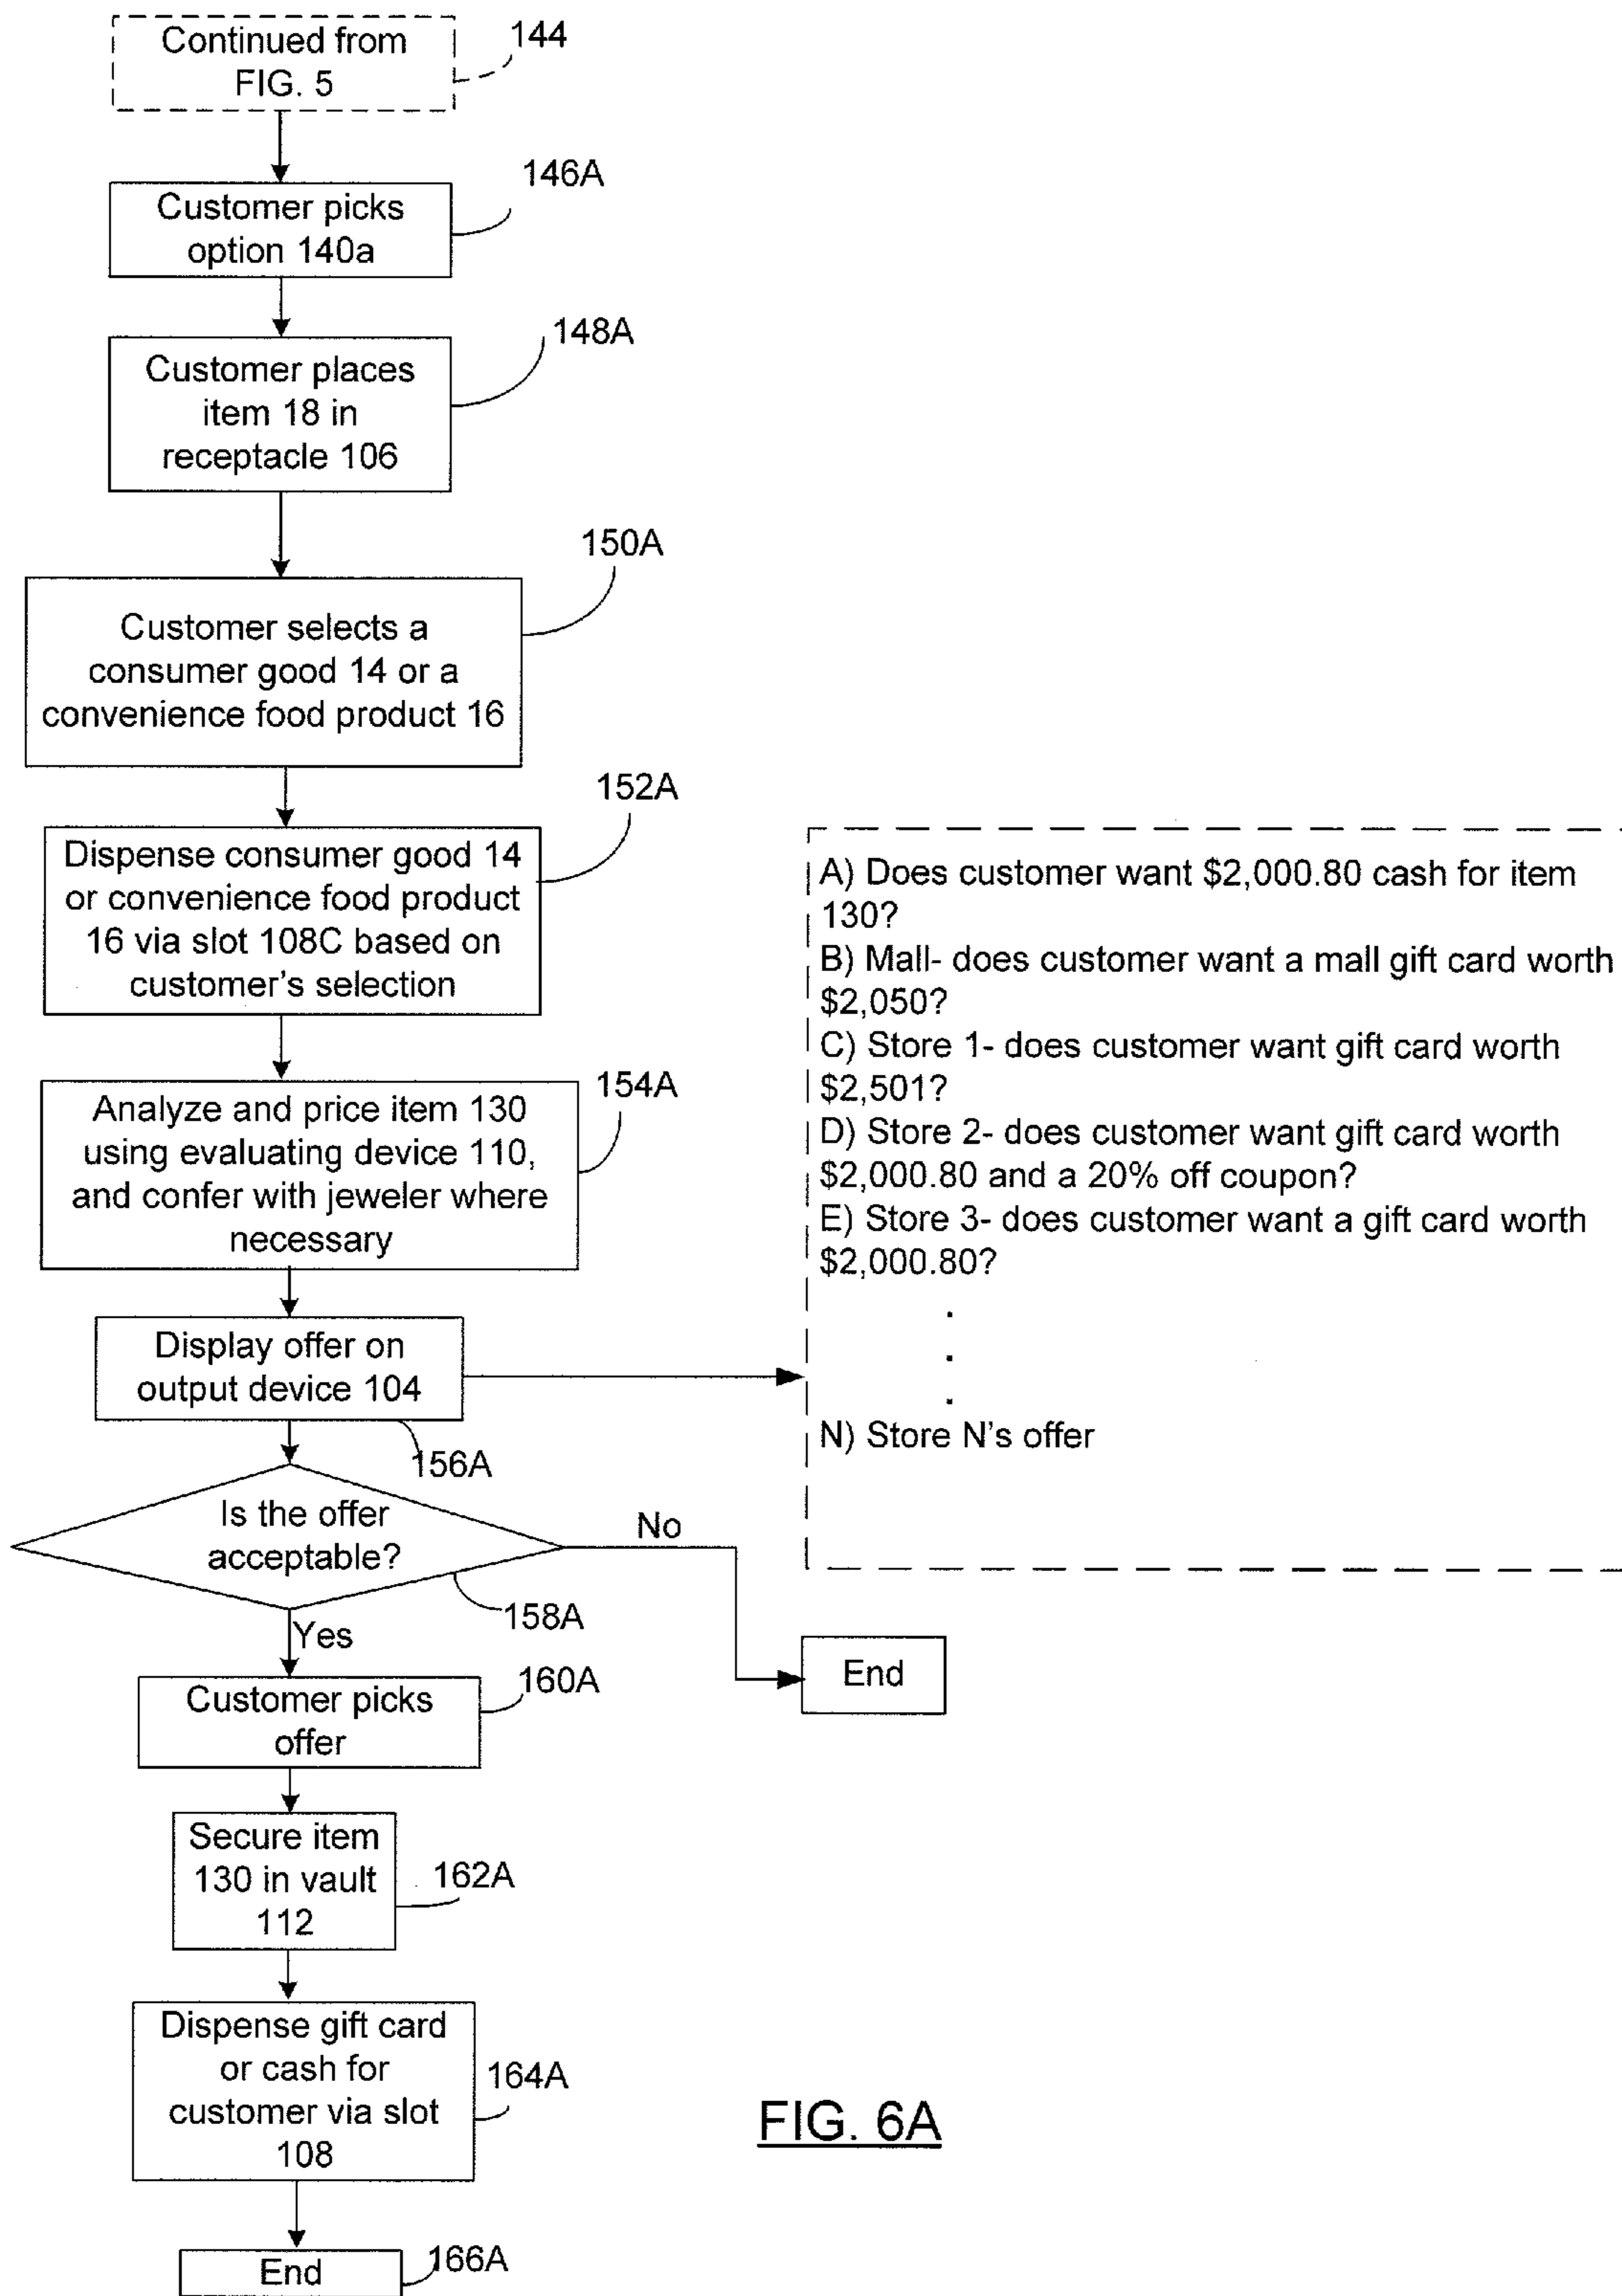 Continued from
FIG. 5
144
146A
Customer picks
option 140a
148A
Customer places
item 18 in
receptacle 106
150A
Customer selects a
consumer good 14 or a
convenience food product 16
152A
Dispense consumer good 14
or convenience food product
16 via slot 108C based on
customer's selection
154A
Analyze and price item 130
using evaluating device 110,
and confer with jeweler where
necessary
Display offer on
output device 104
156A
A) Does customer want $2,000.80 cash for item
130?
B) Mall- does customer want a mall gift card worth
$2,050?
C) Store 1- does customer want gift card worth
$2,501?
D) Store 2- does customer want gift card worth
$2,000.80 and a 20% off coupon?
E) Store 3- does customer want a gift card worth
$2,000.80?
.
.
.
N) Store N's offer
Is the offer
acceptable?
No
158A
Yes
End
160A
Customer picks
offer
Secure item
130 in vault
112
162A
Dispense gift card
or cash for
customer via slot
108
164A
FIG. 6A
End
166A